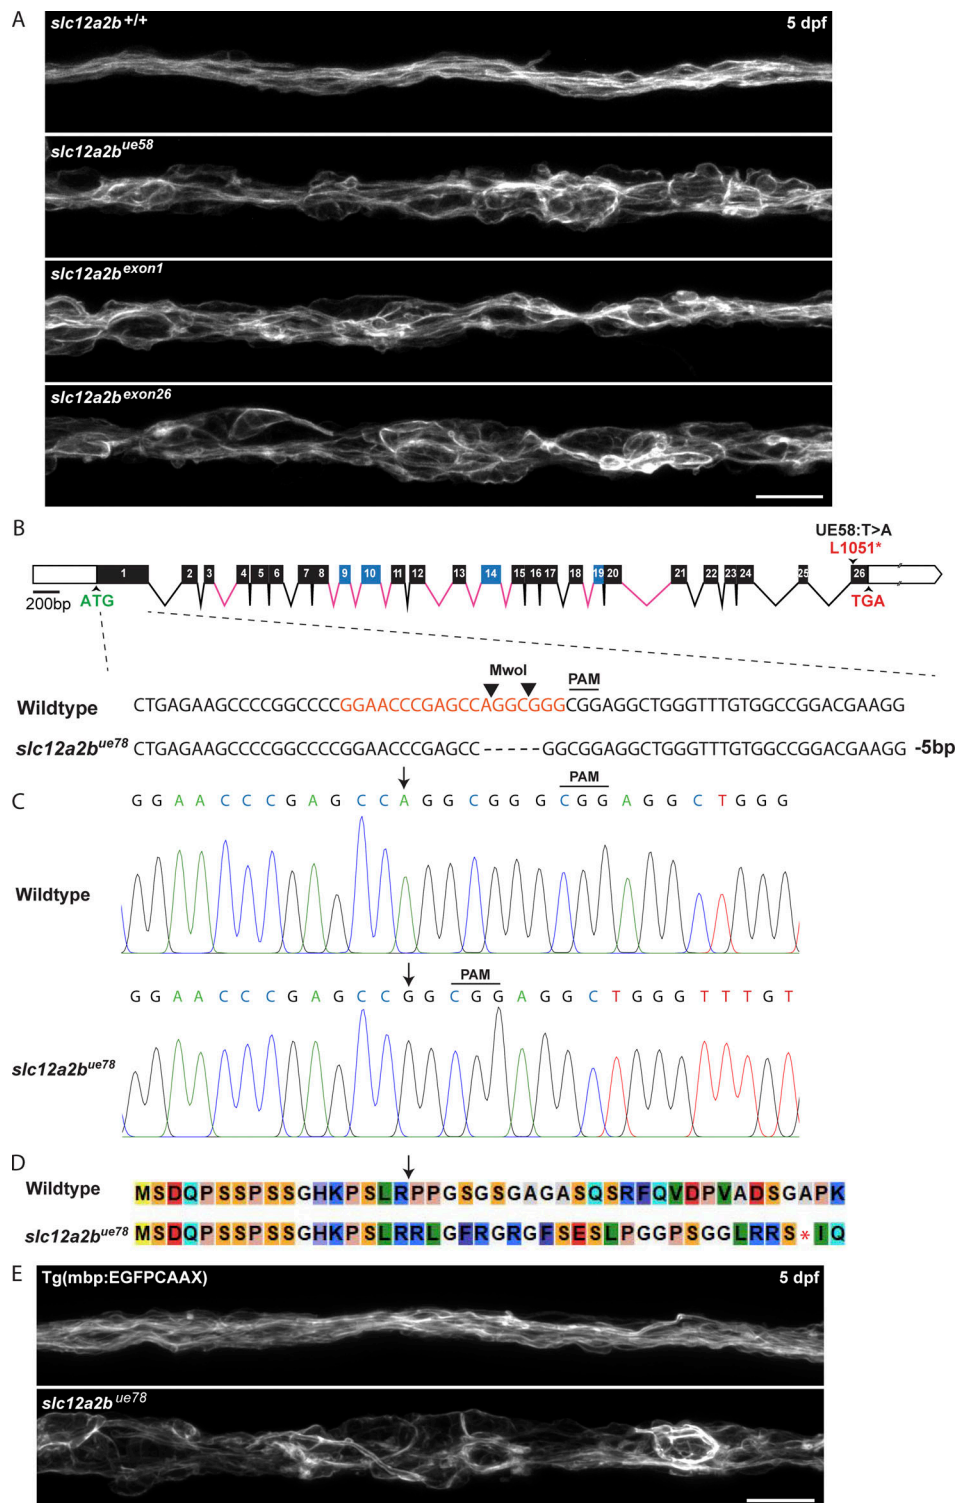 A
slc12a2b+/+ 5 dpf
slc12a2bue58
slc12a2bexon1
slc12a2bexon26
B
UE58:T>A
L1051*
1 2 3 4 5 6 7 8 9 10 11 12 13 14 15 16 17 18 19 20 21 22 23 24 25 26
200bp ATG TGA
MwoI PAM
Wildtype CTGAGAAGCCCCGGCCCCGGAACCCGAGCCAGGCGGGCGGAGGCTGGGTTTGTGGCCGGACGAAGG
slc12a2bue78 CTGAGAAGCCCCGGCCCCGGAACCCGAGCC-----GGCGGAGGCTGGGTTTGTGGCCGGACGAAGG -5bp
C
PAM
G G A A C C C G A G C C A G G C G G G C G G A G G C T G G G
Wildtype
PAM
G G A A C C C G A G C C G G C G G A G G C T G G G T T T G T
slc12a2bue78
D
Wildtype MSDQPSSPSSGHKPSLRPPGSGSGAGASQSRFQVDPVADSGAPK
slc12a2bue78 MSDQPSSPSSGHKPSLRRLGFRGRGFSESLPGGPSGGLRRS*IQ
E
Tg(mbp:EGFPCAAX) 5 dpf
slc12a2bue78